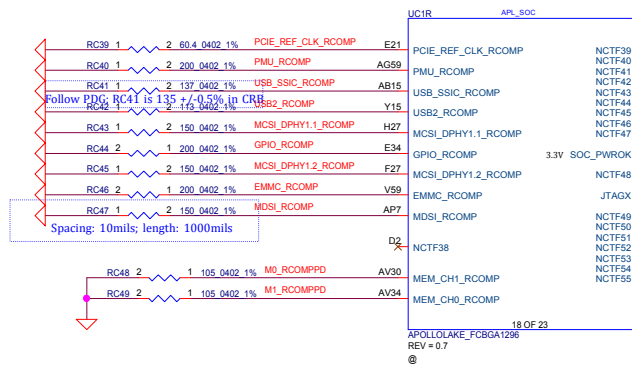 UC1R APL_SOC
RC39 1 2 60.4_0402_1% PCIE_REF_CLK_RCOMP E21 PCIE_REF_CLK_RCOMP NCTF39
NCTF40
RC40 1 2 200_0402_1% PMU_RCOMP AG59 PMU_RCOMP NCTF41
NCTF42
RC41 1 2 137_0402_1% USB_SSIC_RCOMP AB15 USB_SSIC_RCOMP NCTF43
Follow PDG; RC41 is 135 +/-0.5% in CRB
NCTF44
RC42 1 2 113_0402_1% USB2_RCOMP Y15 USB2_RCOMP NCTF45
NCTF46
RC43 1 2 150_0402_1% MCSI_DPHY1.1_RCOMP H27 MCSI_DPHY1.1_RCOMP NCTF47
RC44 2 1 200_0402_1% GPIO_RCOMP E34 GPIO_RCOMP 3.3V SOC_PWROK
RC45 1 2 150_0402_1% MCSI_DPHY1.2_RCOMP F27 MCSI_DPHY1.2_RCOMP NCTF48
RC46 2 1 200_0402_1% EMMC_RCOMP V59 EMMC_RCOMP JTAGX
RC47 1 2 150_0402_1% MDSI_RCOMP AP7 MDSI_RCOMP NCTF49
NCTF50
Spacing: 10mils; length: 1000mils
NCTF51
D2 NCTF38 NCTF52
NCTF53
NCTF54
RC48 2 1 105_0402_1% M0_RCOMPPD AV30 MEM_CH1_RCOMP NCTF55
RC49 2 1 105_0402_1% M1_RCOMPPD AV34 MEM_CH0_RCOMP
18 OF 23
APOLLOLAKE_FCBGA1296
REV = 0.7
@